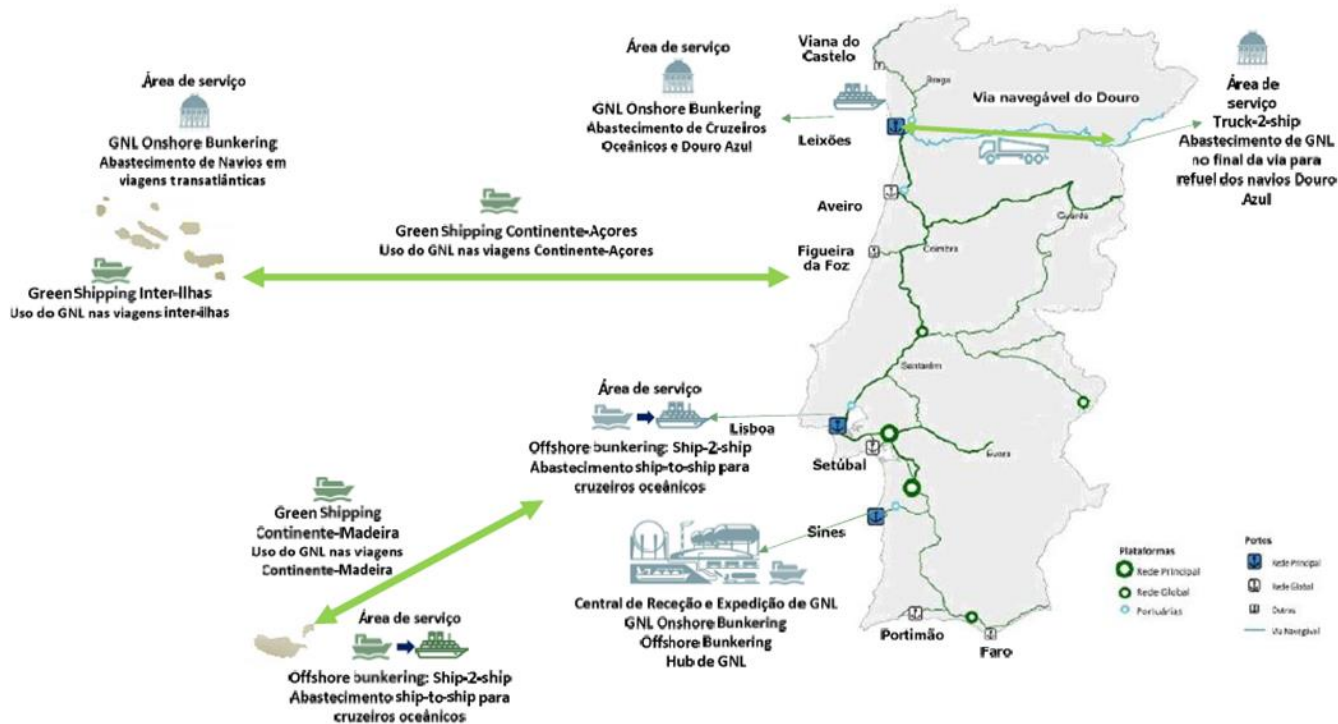 Área de serviço
GNL Onshore Bunkering
Abastecimento de Navios em
viagens transatlânticas
Green Shipping Inter-Ilhas
Uso do GNL nas viagens inter-ilhas
Green Shipping Continente-Açores
Uso do GNL nas viagens Continente-Açores
Área de serviço
GNL Onshore Bunkering
Abastecimento de Cruzeiros
Oceânicos e Douro Azul
Viana do
Castelo
Braga
Via navegável do Douro
Leixões
Área de
serviço
Truck-2-ship
Abastecimento de GNL
no final da via para
refuel dos navios Douro
Azul
Aveiro
Guarda
Figueira
da Foz
Coimbra
Santarém
Área de serviço
Offshore bunkering: Ship-2-ship
Abastecimento ship-to-ship para
cruzeiros oceânicos
Lisboa
Setúbal
Évora
Green Shipping
Continente-Madeira
Uso do GNL nas viagens
Continente-Madeira
Sines
Central de Receção e Expedição de GNL
GNL Onshore Bunkering
Offshore Bunkering
Hub de GNL
Área de serviço
Offshore bunkering: Ship-2-ship
Abastecimento ship-to-ship para
cruzeiros oceânicos
Portimão
Faro
Plataformas
Rede Principal
Rede Global
Portuárias
Portos
Rede Principal
Rede Global
Outros
Via Navegável